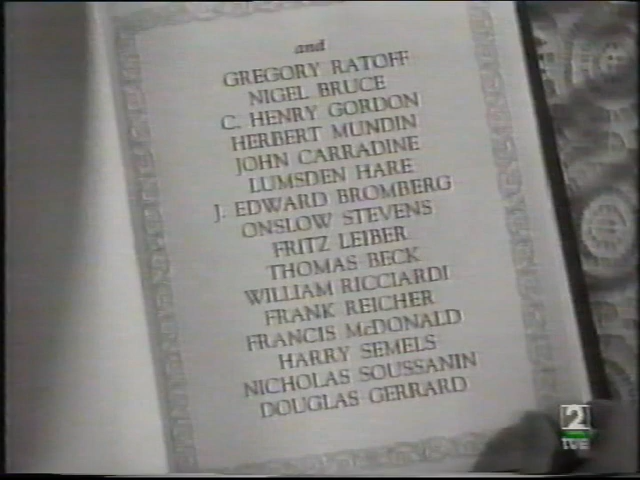 and
GREGORY RATOFF
NIGEL BRUCE
C. HENRY GORDON
HERBERT MUNDIN
JOHN CARRADINE
LUMSDEN HARE
J. EDWARD BROMBERG
ONSLOW STEVENS
FRITZ LEIBER
THOMAS BECK
WILLIAM RICCIARDI
FRANK REICHER
FRANCIS McDONALD
HARRY SEMELS
NICHOLAS SOUSSANIN
DOUGLAS GERRARD
2
tve